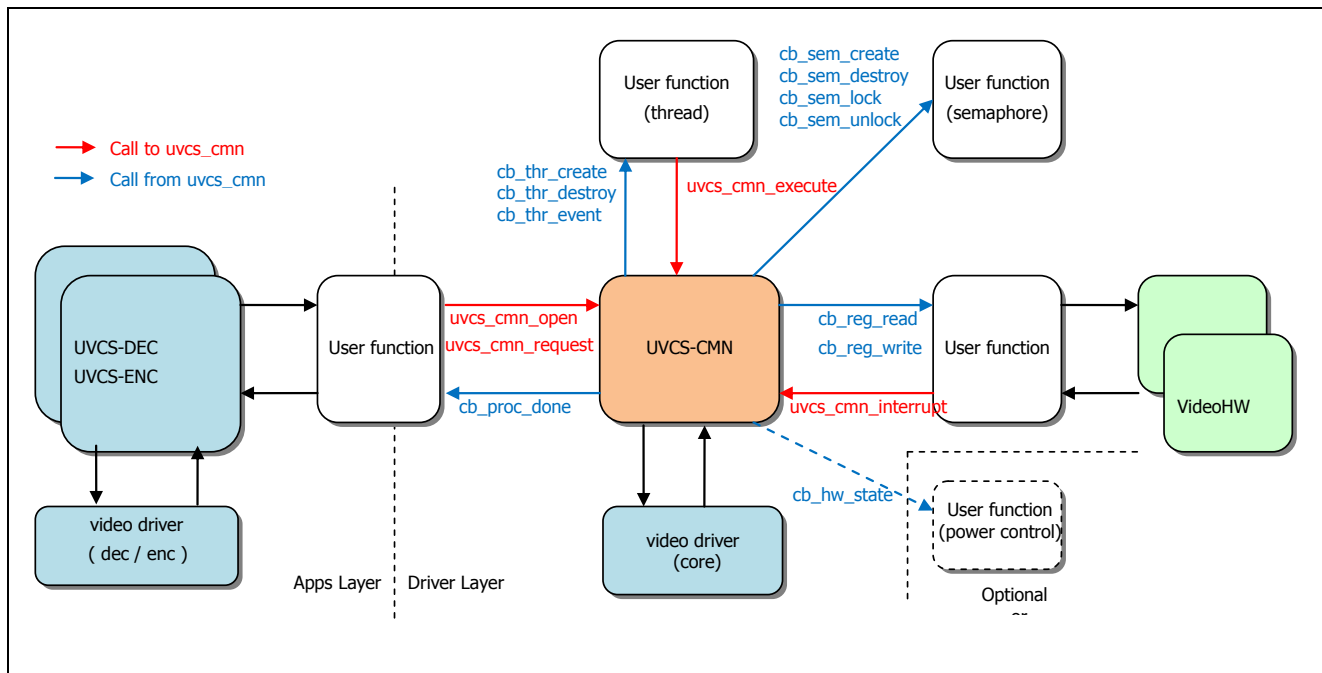 cb_sem_create
cb_sem_destroy
cb_sem_lock
cb_sem_unlock
User function
(thread)
User function
(semaphore)
Call to uvcs_cmn
Call from uvcs_cmn
cb_thr_create
cb_thr_destroy
cb_thr_event
uvcs_cmn_execute
UVCS-DEC
UVCS-ENC
User function
uvcs_cmn_open
uvcs_cmn_request
cb_proc_done
UVCS-CMN
cb_reg_read
cb_reg_write
uvcs_cmn_interrupt
User function
VideoHW
cb_hw_state
video driver
( dec / enc )
video driver
(core)
User function
(power control)
Apps Layer
Driver Layer
Optional